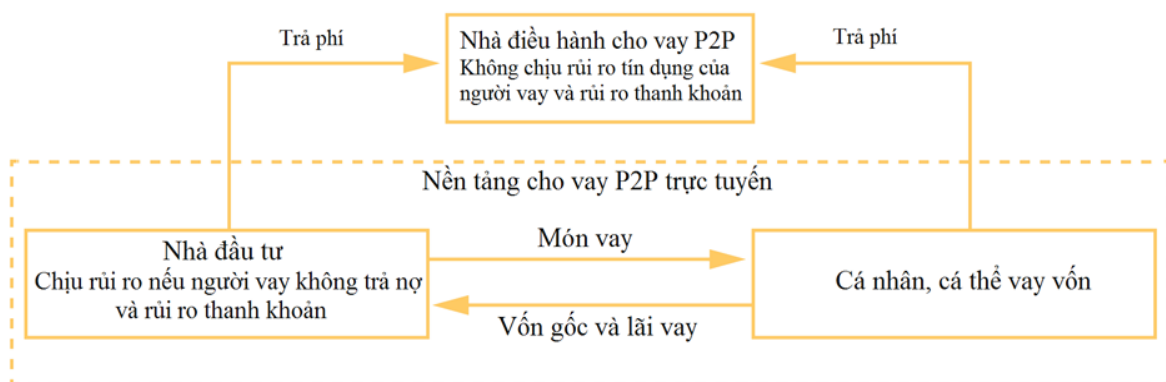 Trả phí
Nhà điều hành cho vay P2P
Không chịu rủi ro tín dụng của
người vay và rủi ro thanh khoản
Trả phí
Nền tảng cho vay P2P trực tuyến
Nhà đầu tư
Chịu rủi ro nếu người vay không trả nợ
và rủi ro thanh khoản
Món vay
Vốn gốc và lãi vay
Cá nhân, cá thể vay vốn